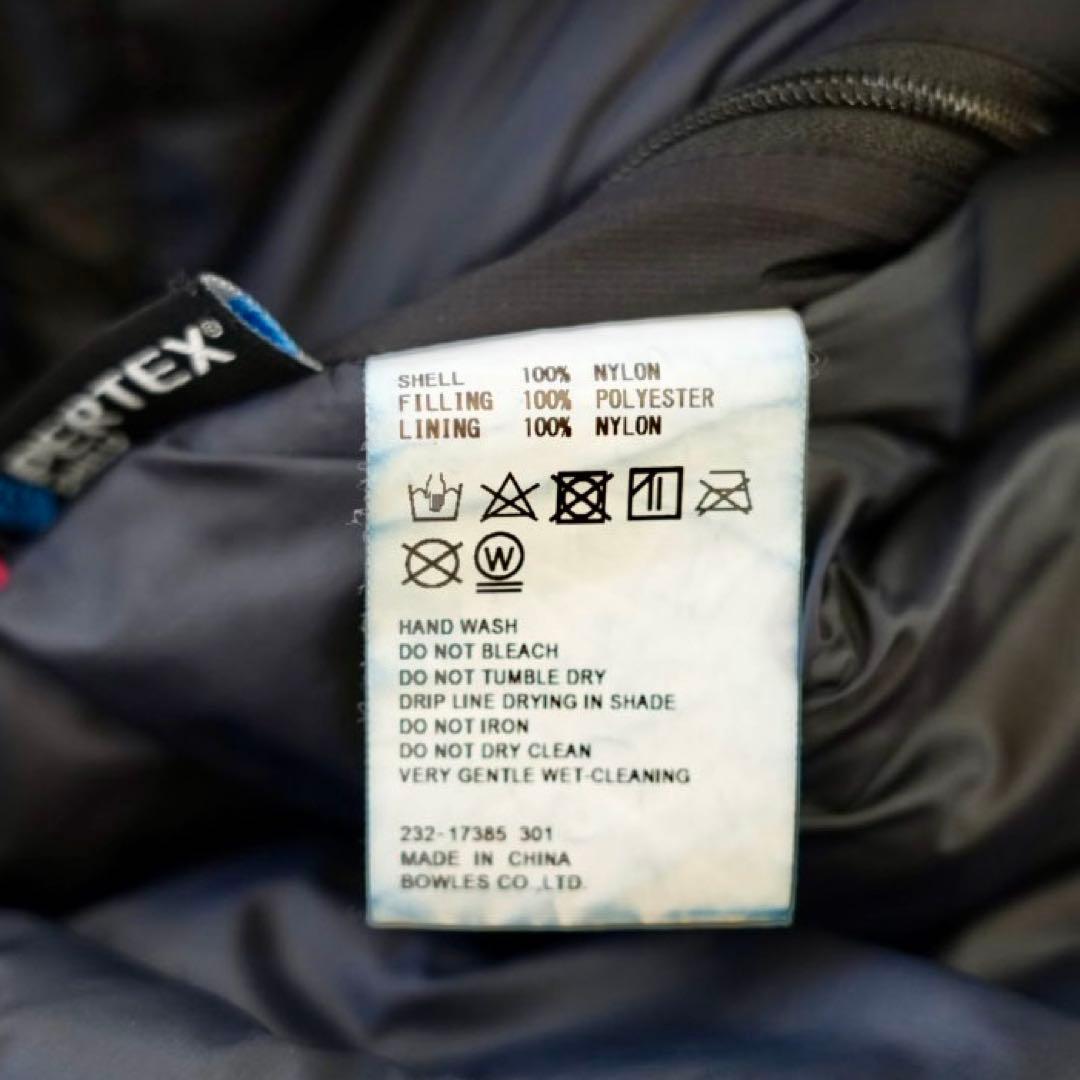 PERTEX®
SHELL 100% NYLON
FILLING 100% POLYESTER
LINING 100% NYLON
W
HAND WASH
DO NOT BLEACH
DO NOT TUMBLE DRY
DRIP LINE DRYING IN SHADE
DO NOT IRON
DO NOT DRY CLEAN
VERY GENTLE WET-CLEANING
232-17385 301
MADE IN CHINA
BOWLES CO.,LTD.